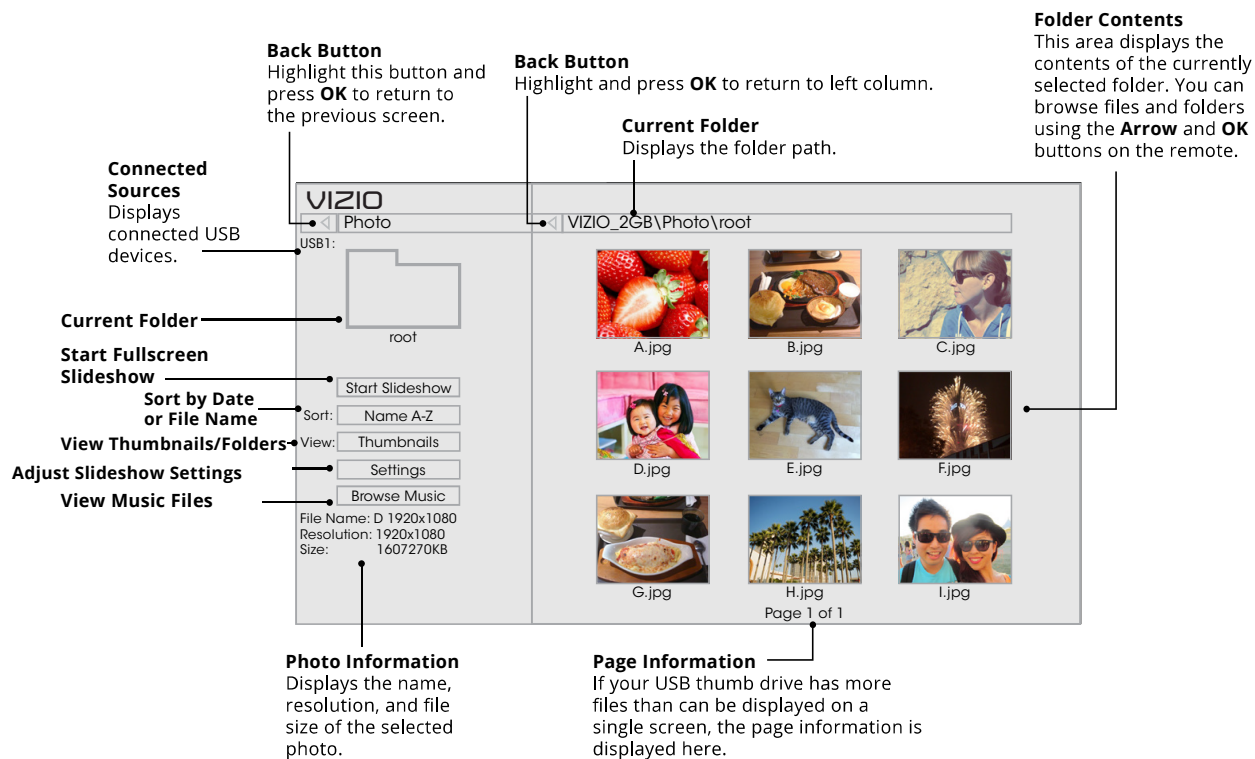 Folder Contents
This area displays the
contents of the currently
selected folder. You can
browse files and folders
using the Arrow and OK
buttons on the remote.
Back Button
Highlight this button and
press OK to return to
the previous screen.
Back Button
Highlight and press OK to return to left column.
Current Folder
Displays the folder path.
Connected
Sources
Displays
connected USB
devices.
Current Folder
Start Fullscreen
Slideshow
Sort by Date
or File Name
View Thumbnails/Folders
Adjust Slideshow Settings
View Music Files
VIZIO
Photo
USB1:
root
Start Slideshow
Sort: Name A-Z
View: Thumbnails
Settings
Browse Music
File Name: D 1920x1080
Resolution: 1920x1080
Size: 1607270KB
VIZIO_2GB\Photo\root
A.jpg
B.jpg
C.jpg
D.jpg
E.jpg
F.jpg
G.jpg
H.jpg
I.jpg
Page 1 of 1
Photo Information
Displays the name,
resolution, and file
size of the selected
photo.
Page Information
If your USB thumb drive has more
files than can be displayed on a
single screen, the page information is
displayed here.